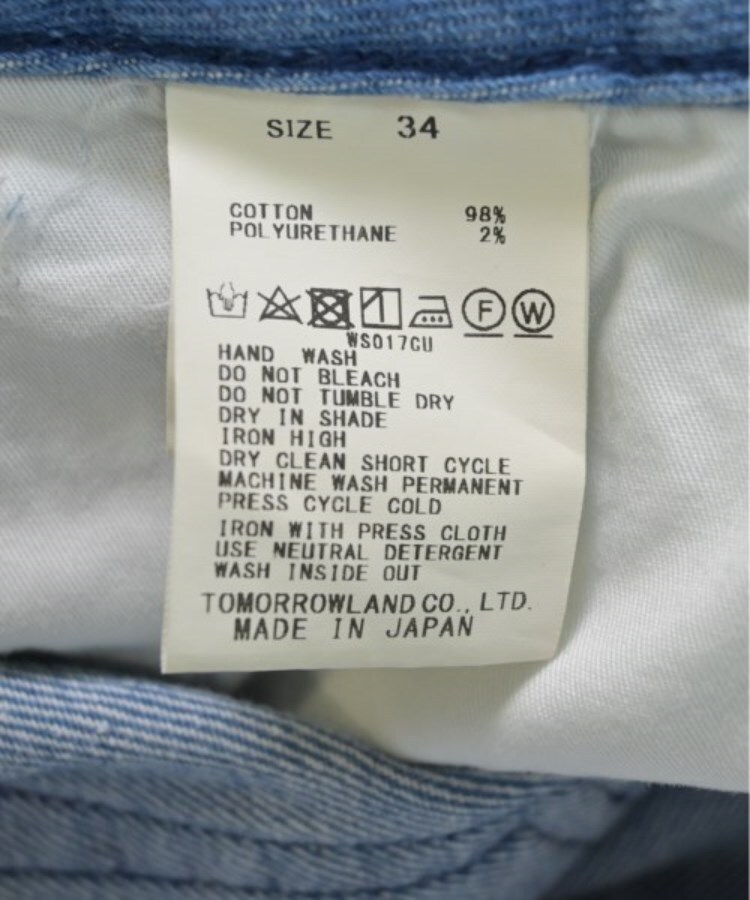 SIZE 34
COTTON 98%
POLYURETHANE 2%
F W
WS017CU
HAND WASH
DO NOT BLEACH
DO NOT TUMBLE DRY
DRY IN SHADE
IRON HIGH
DRY CLEAN SHORT CYCLE
MACHINE WASH PERMANENT
PRESS CYCLE COLD
IRON WITH PRESS CLOTH
USE NEUTRAL DETERGENT
WASH INSIDE OUT
TOMORROWLAND CO., LTD.
MADE IN JAPAN